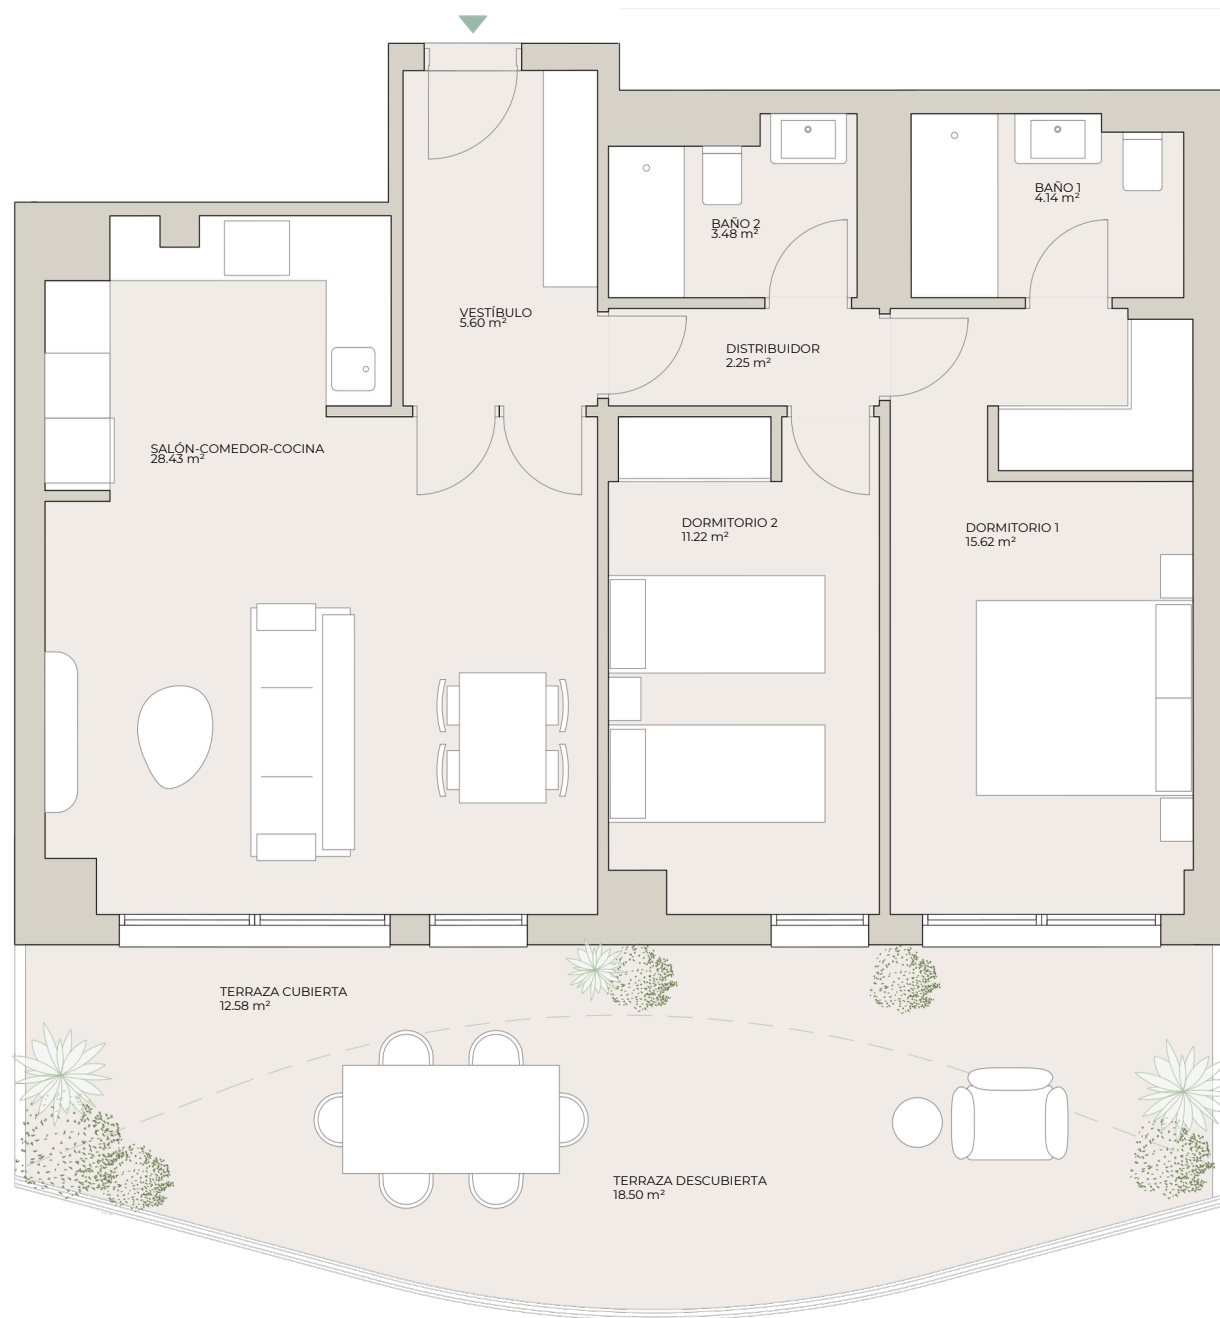 BAÑO 1
4.14 m²
BAÑO 2
3.48 m²
VESTÍBULO
5.60 m²
DISTRIBUIDOR
2.25 m²
SALÓN-COMEDOR-COCINA
28.43 m²
DORMITORIO 2
11.22 m²
DORMITORIO 1
15.62 m²
TERRAZA CUBIERTA
12.58 m²
TERRAZA DESCUBIERTA
18.50 m²